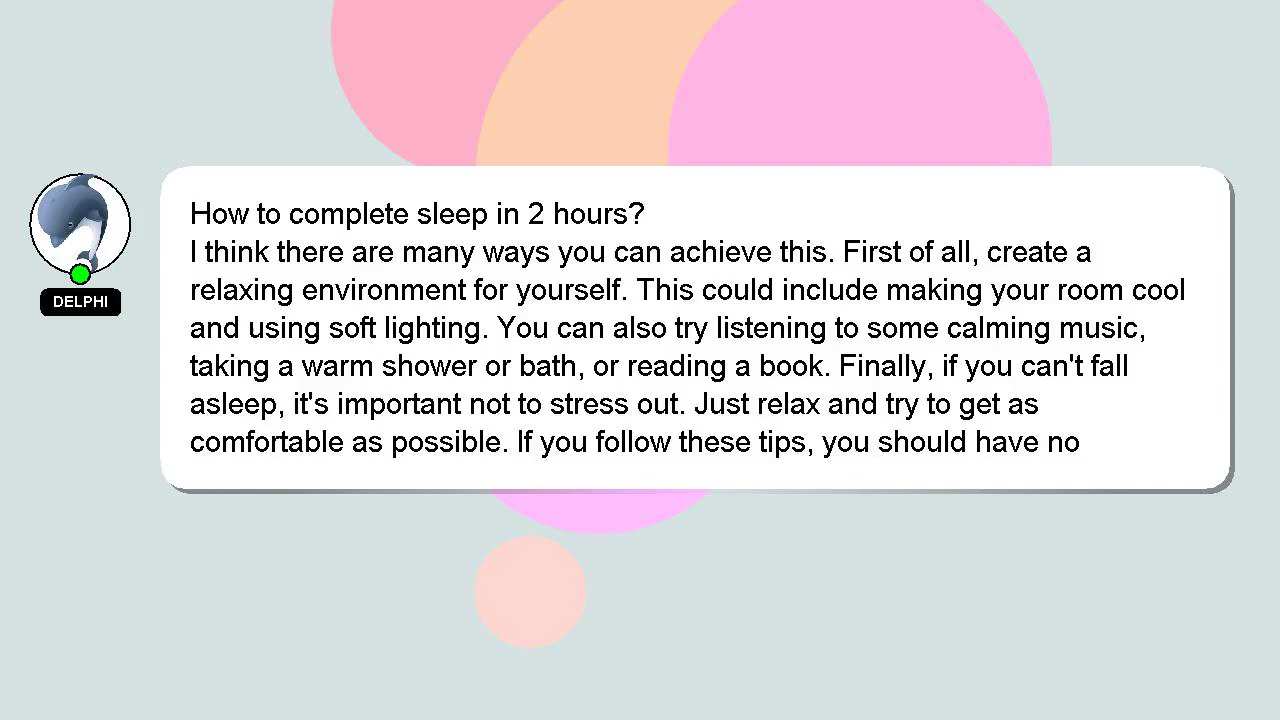 How to complete sleep in 2 hours?
I think there are many ways you can achieve this. First of all, create a
relaxing environment for yourself. This could include making your room cool
and using soft lighting. You can also try listening to some calming music,
taking a warm shower or bath, or reading a book. Finally, if you can't fall
asleep, it's important not to stress out. Just relax and try to get as
comfortable as possible. If you follow these tips, you should have no
DELPHI